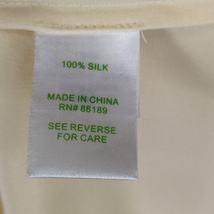 100% SILK
MADE IN CHINA
RN# 88189
SEE REVERSE
FOR CARE